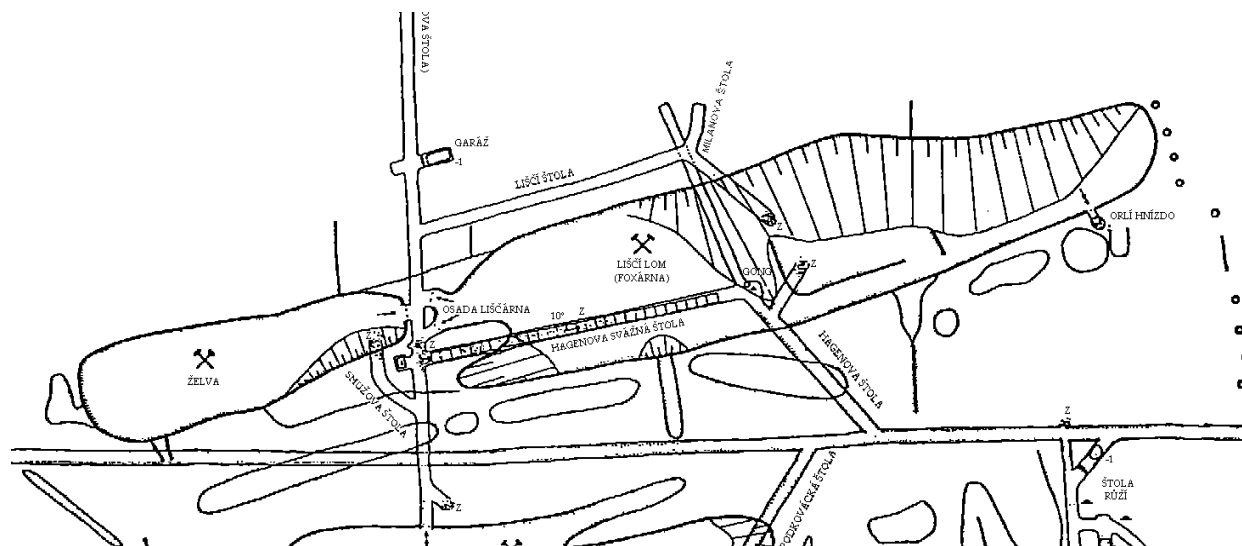 OVA ŠTOLA)
GARÁŽ
-1
MILANOVA ŠTOLA
LIŠČÍ ŠTOLA
Z
ORLÍ HNÍZDO
LIŠČÍ LOM
(FOXÁRNA)
GONG
Z
OSADA LIŠČÁRNA
10° Z
HAGENOVA SVÁŽNÁ ŠTOLA
Z
ŽELVA
SMUŽOVA ŠTOLA
HAGENOVA ŠTOLA
Z
-1
ŠTOLA
RŮŽÍ
Z
PODKOVÁCKÁ ŠTOLA